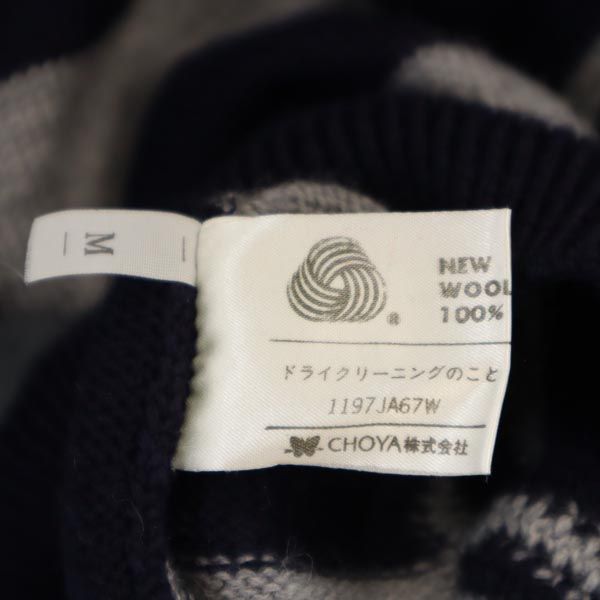 M
®
NEW
WOOL
100%
ドライクリーニングのこと
1197JA67W
CHOYA株式会社